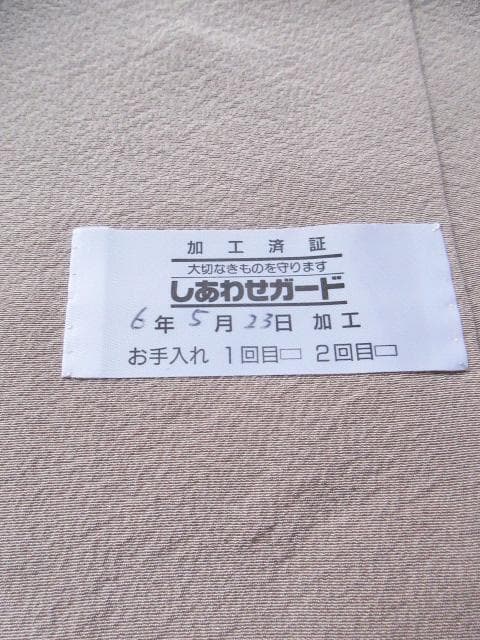 加工済証
大切なきものを守ります
しあわせガード
6年5月23日 加工
お手入れ 1回目□ 2回目□